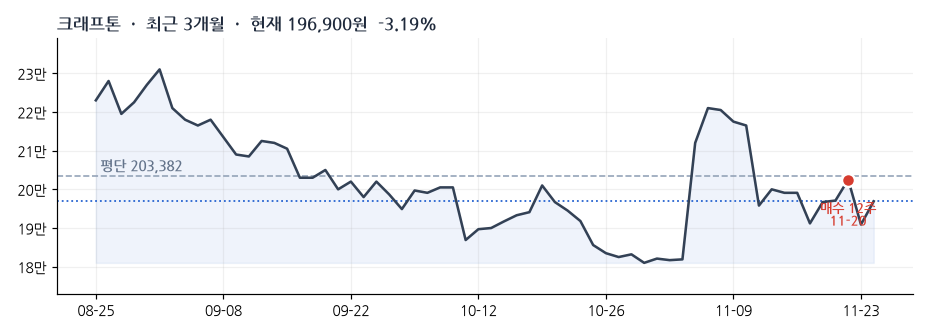 크래프톤 · 최근 3개월 · 현재 196,900원 -3.19%
23만
22만
21만
20만
19만
18만
평단 203,382
매수 12주
08-25
09-08
09-22
10-12
10-26
11-09
11-23